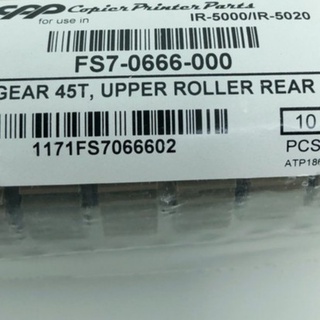 Copier Printer Parts
for use in IR-5000/IR-5020
FS7-0666-000
GEAR 45T, UPPER ROLLER REAR
1171FS7066602
10
PCS
ATP186